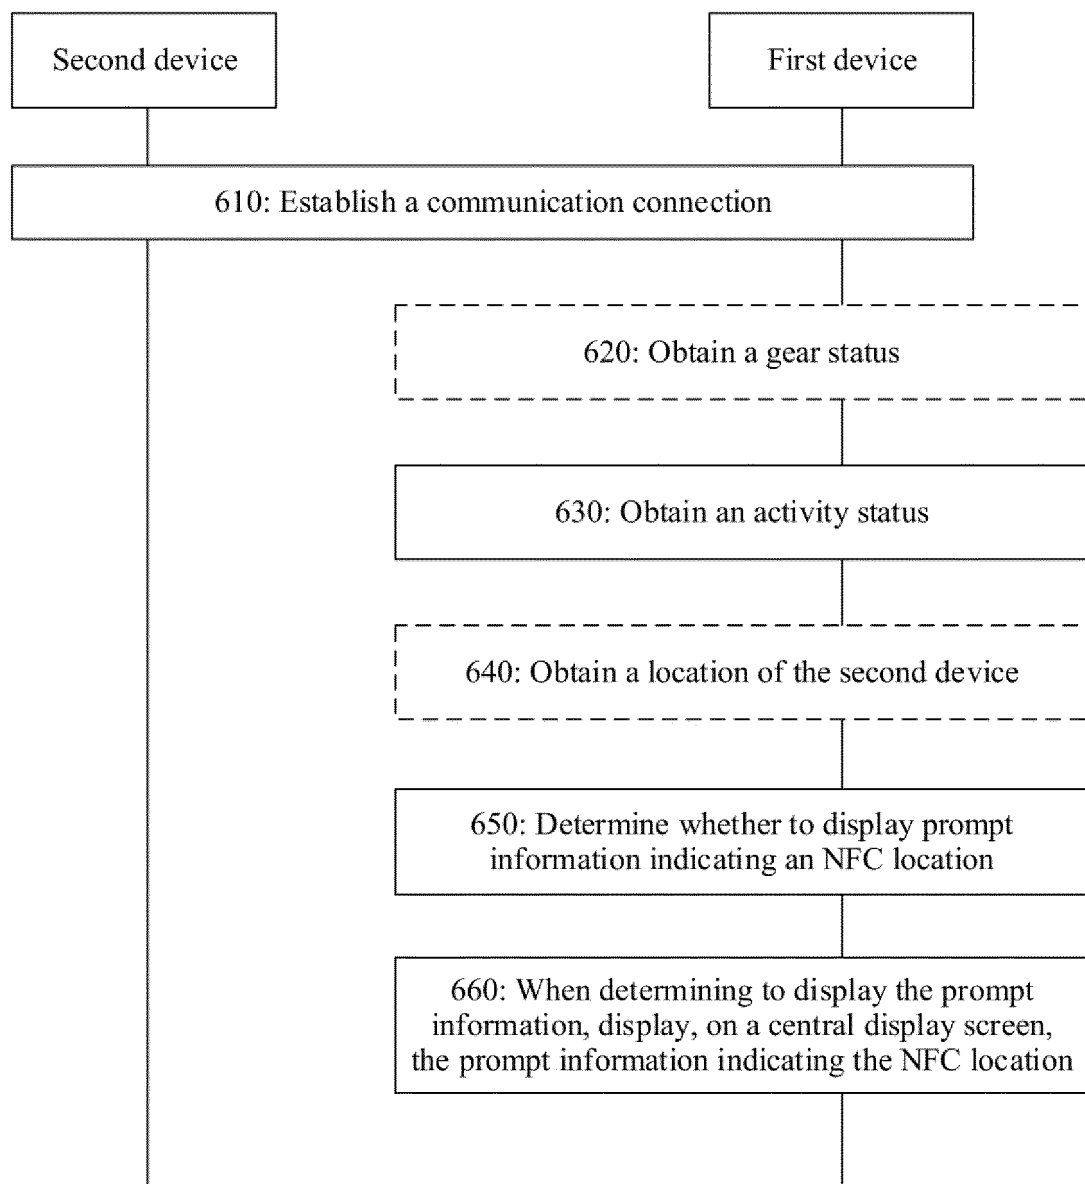 Second device
First device
610: Establish a communication connection
620: Obtain a gear status
630: Obtain an activity status
640: Obtain a location of the second device
650: Determine whether to display prompt
information indicating an NFC location
660: When determining to display the prompt
information, display, on a central display screen,
the prompt information indicating the NFC location